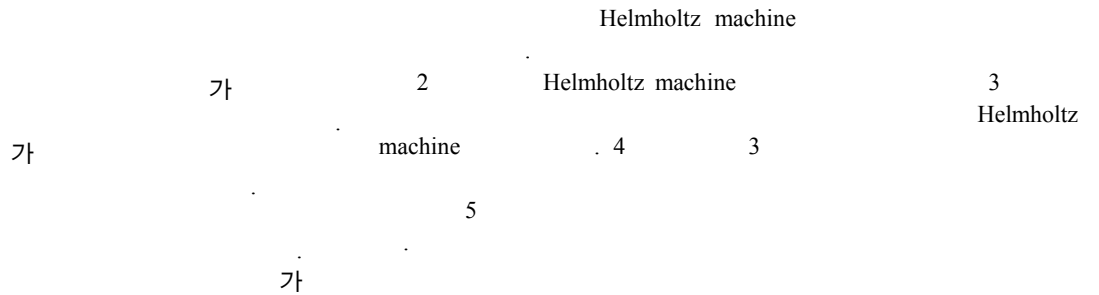 Helmholtz machine
.
가 2 Helmholtz machine 3
Helmholtz
.
가 machine . 4 3
.
5
. .
가